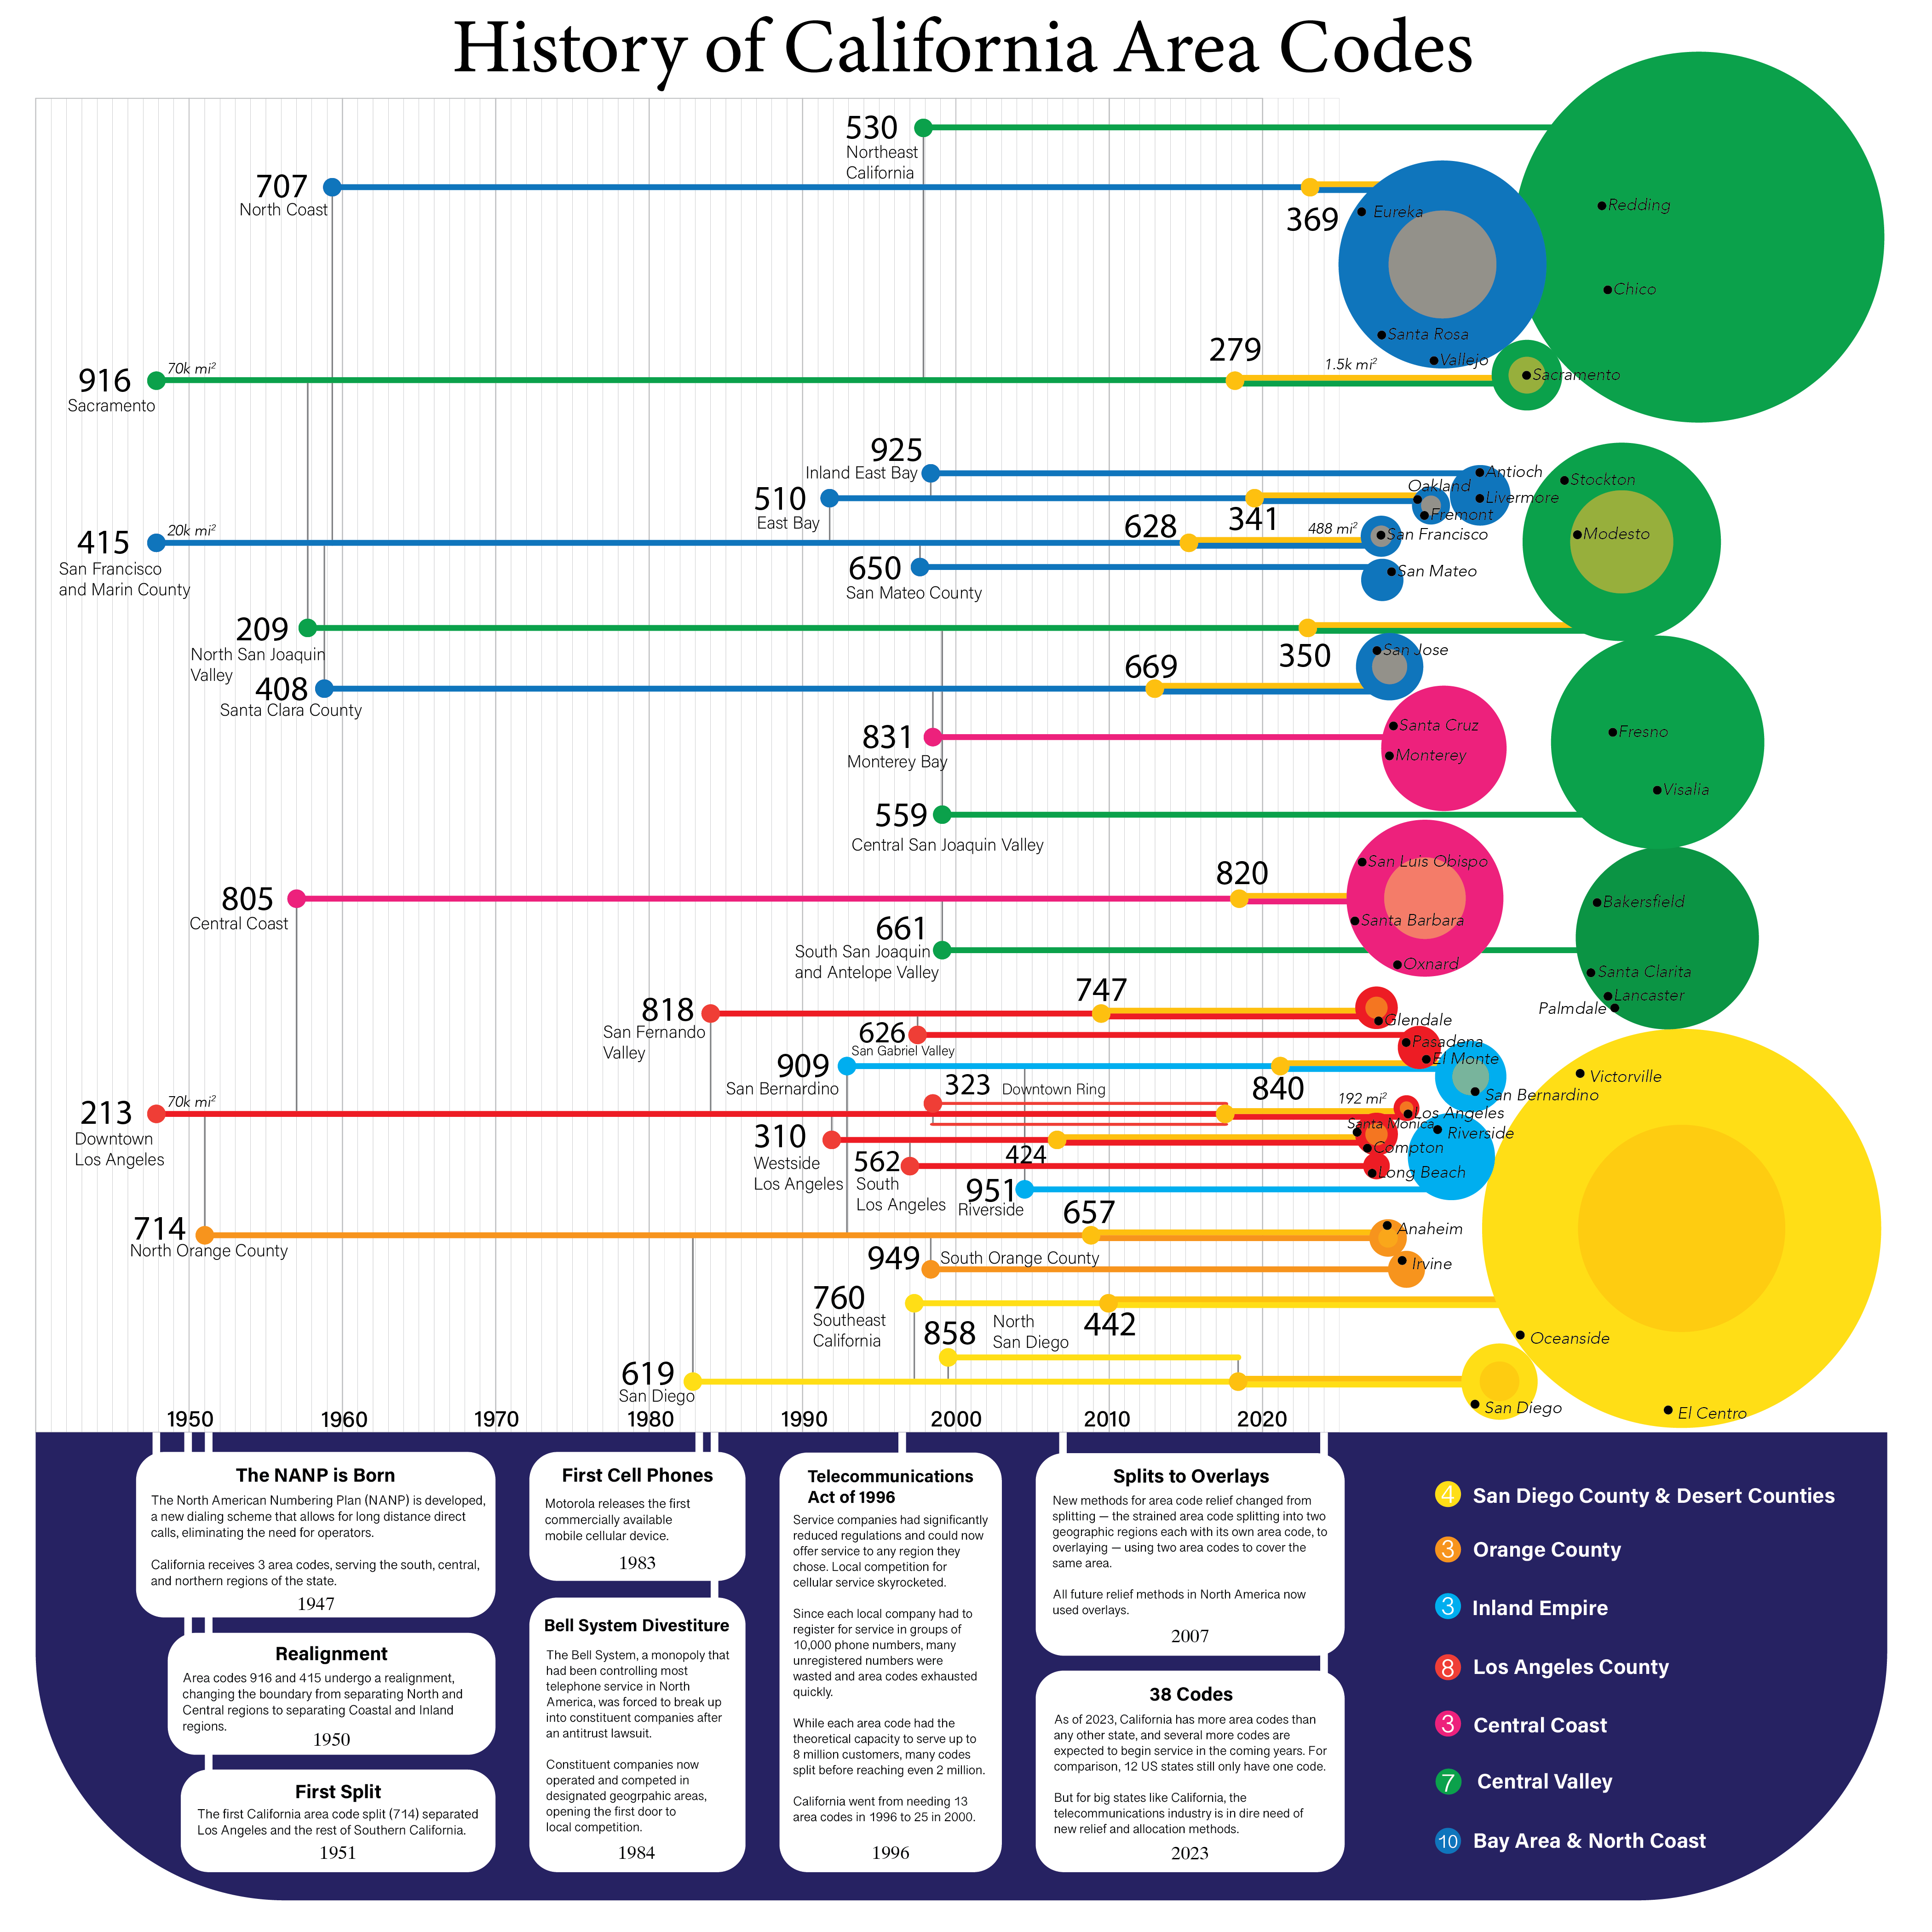 History of California Area Codes
530
Northeast
California
707
North Coast
369
Eureka
Redding
Chico
Santa Rosa
Vallejo
279
1.5k mi²
916
70k mi²
Sacramento
Sacramento
925
Inland East Bay
Antioch
Stockton
510
East Bay
341
Oakland
Livermore
Fremont
628
488 mi²
San Francisco
Modesto
415
20k mi²
San Francisco
and Marin County
650
San Mateo County
San Mateo
209
North San Joaquin
Valley
350
San Jose
408
Santa Clara County
669
831
Monterey Bay
Santa Cruz
Monterey
Fresno
Visalia
559
Central San Joaquin Valley
805
Central Coast
820
San Luis Obispo
Santa Barbara
Oxnard
661
South San Joaquin
and Antelope Valley
Bakersfield
Santa Clarita
Lancaster
Palmdale
818
San Fernando
Valley
747
Glendale
626
San Gabriel Valley
Pasadena
El Monte
909
San Bernardino
840
San Bernardino
Victorville
323
Downtown Ring
213
70k mi²
Downtown
Los Angeles
192 mi²
Los Angeles
310
Westside
Los Angeles
424
Santa Monica
Compton
Riverside
562
South
Los Angeles
Long Beach
951
Riverside
714
North Orange County
657
Anaheim
949
South Orange County
Irvine
760
Southeast
California
442
Oceanside
858
North
San Diego
619
San Diego
San Diego
El Centro
1950
1960
1970
1980
1990
2000
2010
2020
The NANP is Born
The North American Numbering Plan (NANP) is developed,
a new dialing scheme that allows for long distance direct
calls, eliminating the need for operators.
California receives 3 area codes, serving the south, central,
and northern regions of the state.
1947
Realignment
Area codes 916 and 415 undergo a realignment,
changing the boundary from separating North and
Central regions to separating Coastal and Inland
regions.
1950
First Split
The first California area code split (714) separated
Los Angeles and the rest of Southern California.
1951
First Cell Phones
Motorola releases the first
commercially available
mobile cellular device.
1983
Bell System Divestiture
The Bell System, a monopoly that
had been controlling most
telephone service in North
America, was forced to break up
into constituent companies after
an antitrust lawsuit.
Constituent companies now
operated and competed in
designated geogrpahic areas,
opening the first door to
local competition.
1984
Telecommunications
Act of 1996
Service companies had significantly
reduced regulations and could now
offer service to any region they
chose. Local competition for
cellular service skyrocketed.
Since each local company had to
register for service in groups of
10,000 phone numbers, many
unregistered numbers were
wasted and area codes exhausted
quickly.
While each area code had the
theoretical capacity to serve up to
8 million customers, many codes
split before reaching even 2 million.
California went from needing 13
area codes in 1996 to 25 in 2000.
1996
Splits to Overlays
New methods for area code relief changed from
splitting — the strained area code splitting into two
geographic regions each with its own area code, to
overlaying — using two area codes to cover the
same area.
All future relief methods in North America now
used overlays.
2007
38 Codes
As of 2023, California has more area codes than
any other state, and several more codes are
expected to begin service in the coming years. For
comparison, 12 US states still only have one code.
But for big states like California, the
telecommunications industry is in dire need of
new relief and allocation methods.
2023
4 San Diego County & Desert Counties
3 Orange County
3 Inland Empire
8 Los Angeles County
3 Central Coast
7 Central Valley
10 Bay Area & North Coast